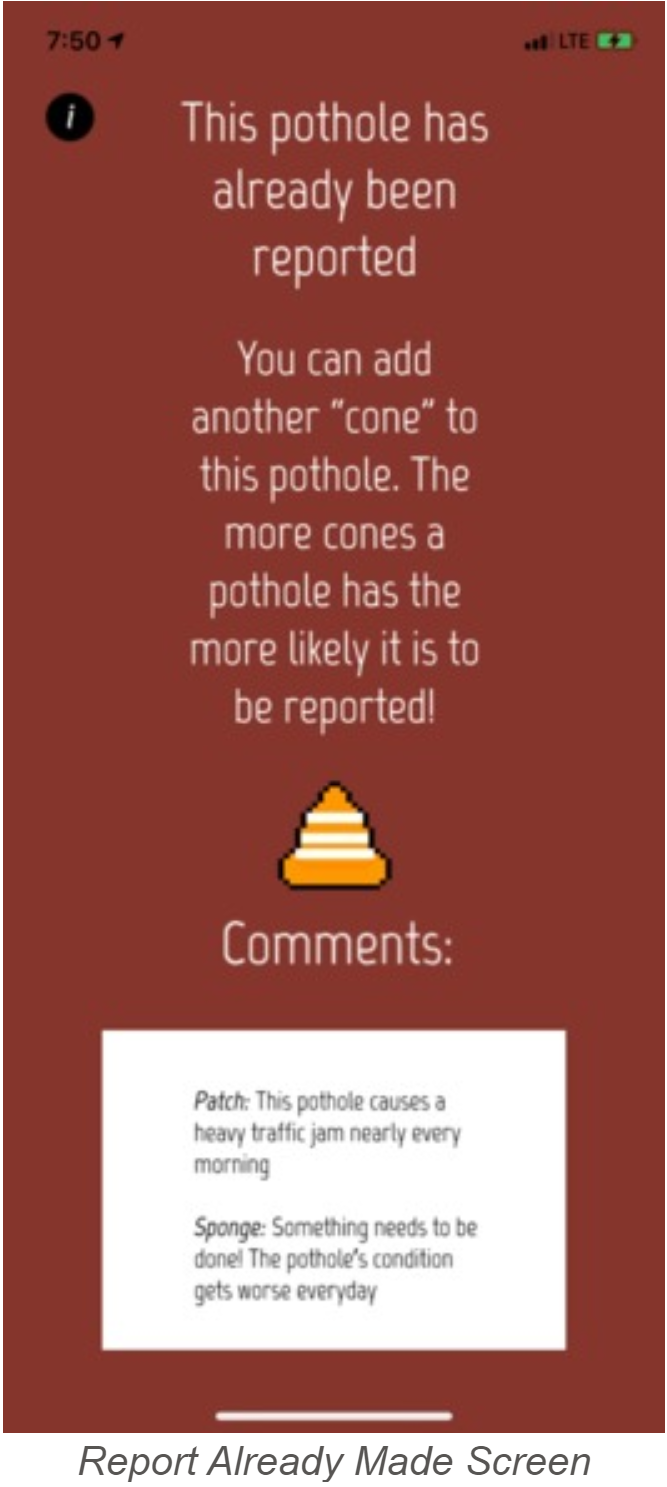 7:50
LTE
i
This pothole has
already been
reported
You can add
another "cone" to
this pothole. The
more cones a
pothole has the
more likely it is to
be reported!
Comments:
Patch: This pothole causes a
heavy traffic jam nearly every
morning
Sponge: Something needs to be
done! The pothole's condition
gets worse everyday
Report Already Made Screen